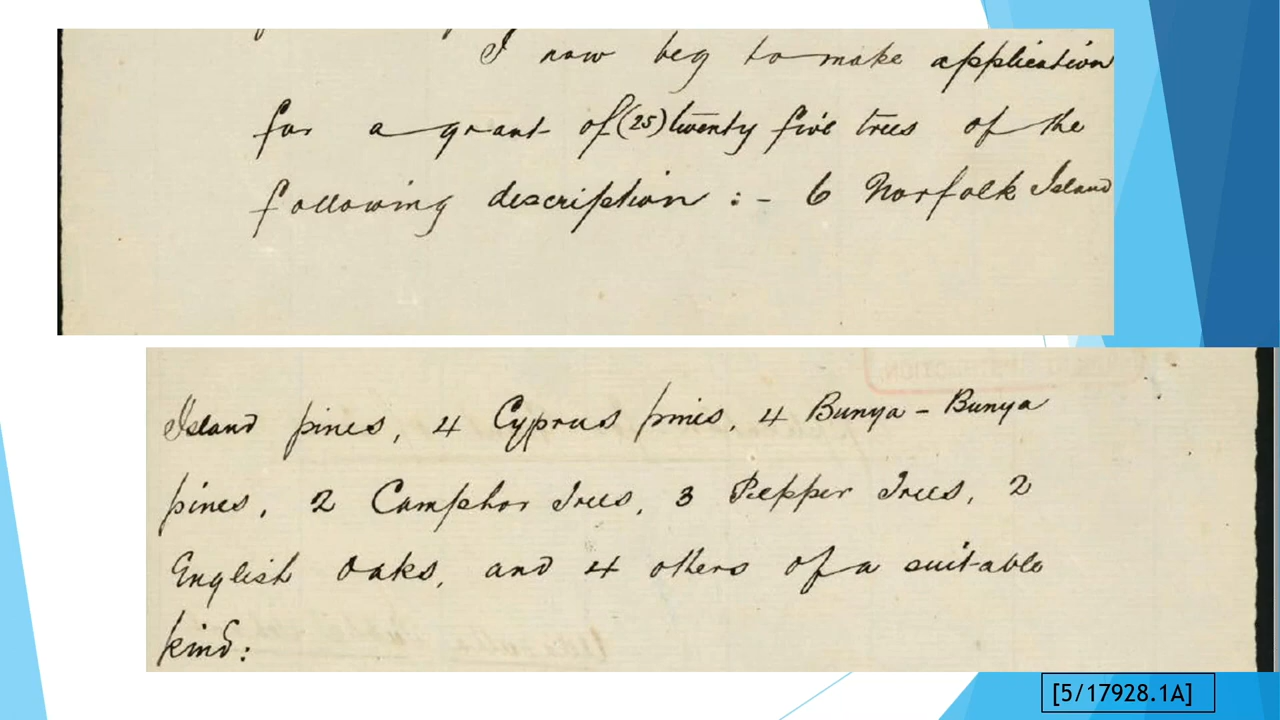 I now beg to make application
for a grant of (25) twenty five trees of the
following description :- 6 Norfolk Island
Island pines, 4 Cyprus pines, 4 Bunya - Bunya
pines, 2 Camphor Trees, 3 Pepper Trees, 2
English Oaks, and 4 others of a suitable
kind:
[5/17928.1A]